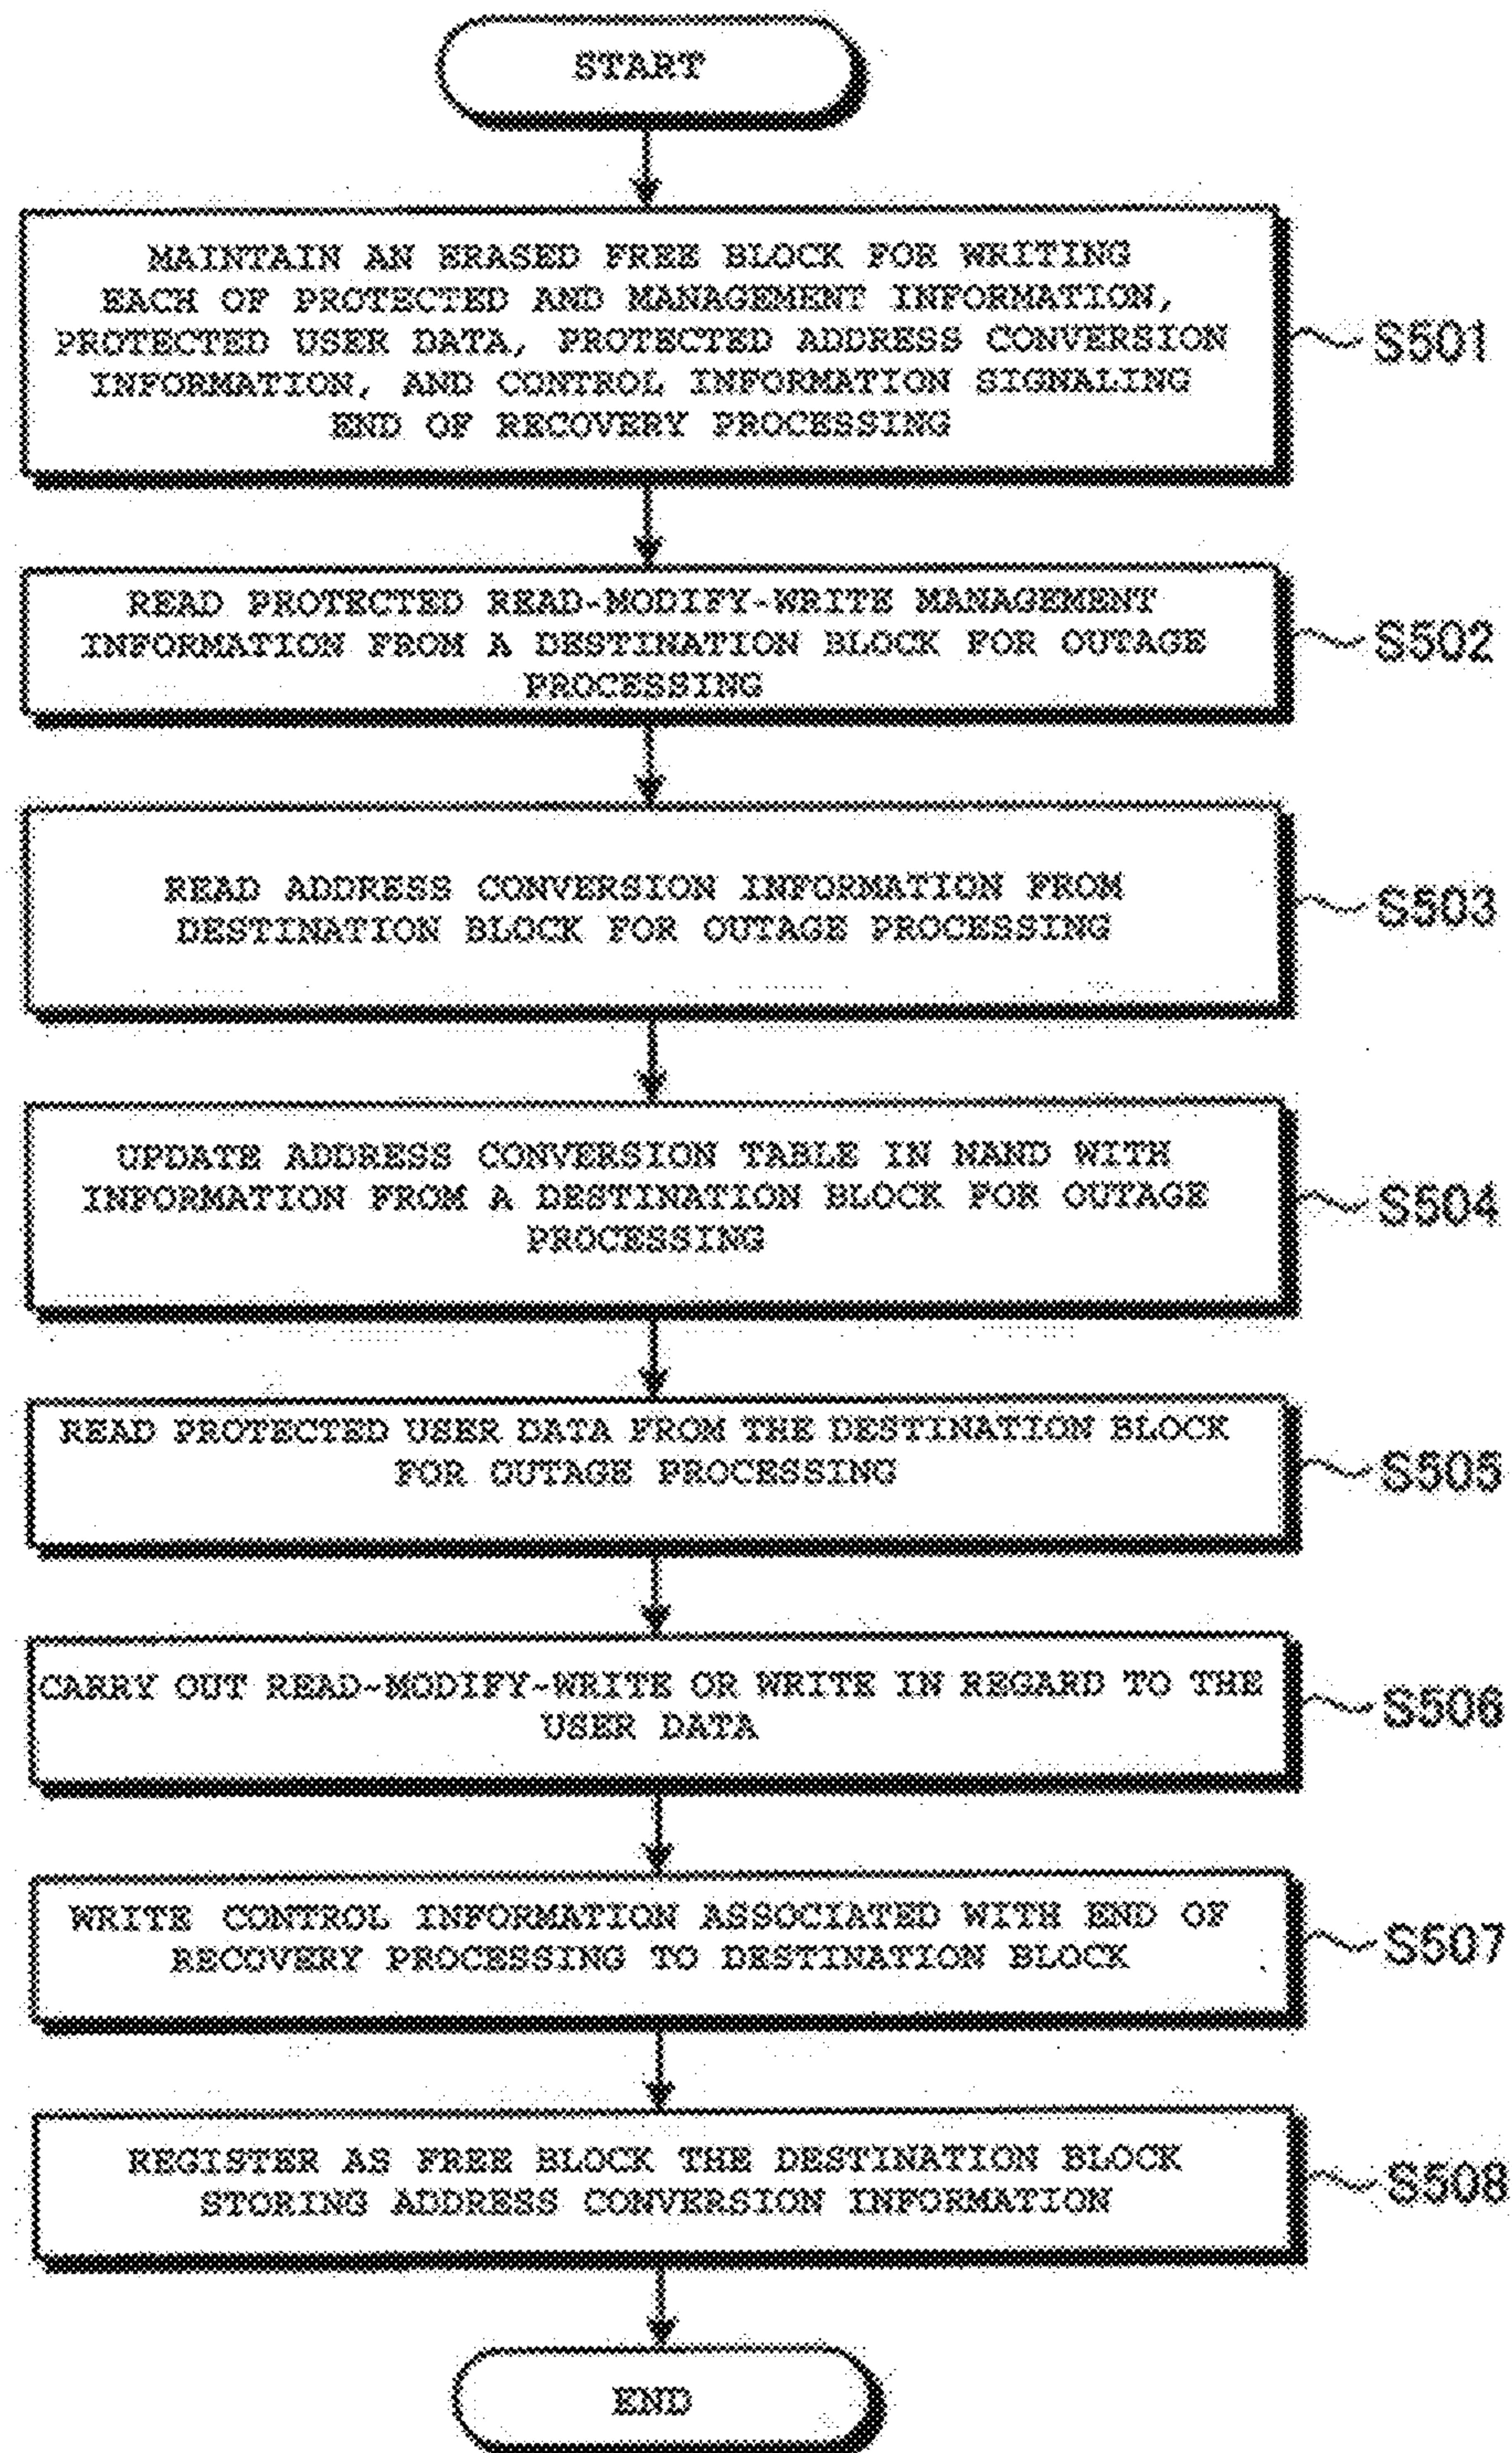 START
MAINTAIN AN ERASED FREE BLOCK FOR WRITING
EACH OF PROTECTED AND MANAGEMENT INFORMATION,
PROTECTED USER DATA, PROTECTED ADDRESS CONVERSION
INFORMATION, AND CONTROL INFORMATION SIGNALING
END OF RECOVERY PROCESSING
S501
READ PROTECTED READ-MODIFY-WRITE MANAGEMENT
INFORMATION FROM A DESTINATION BLOCK FOR OUTAGE
PROCESSING
S502
READ ADDRESS CONVERSION INFORMATION FROM
DESTINATION BLOCK FOR OUTAGE PROCESSING
S503
UPDATE ADDRESS CONVERSION TABLE IN NAND WITH
INFORMATION FROM A DESTINATION BLOCK FOR OUTAGE
PROCESSING
S504
READ PROTECTED USER DATA FROM THE DESTINATION BLOCK
FOR OUTAGE PROCESSING
S505
CARRY OUT READ-MODIFY-WRITE OR WRITE IN REGARD TO THE
USER DATA
S506
WRITE CONTROL INFORMATION ASSOCIATED WITH END OF
RECOVERY PROCESSING TO DESTINATION BLOCK
S507
REGISTER AS FREE BLOCK THE DESTINATION BLOCK
STORING ADDRESS CONVERSION INFORMATION
S508
END